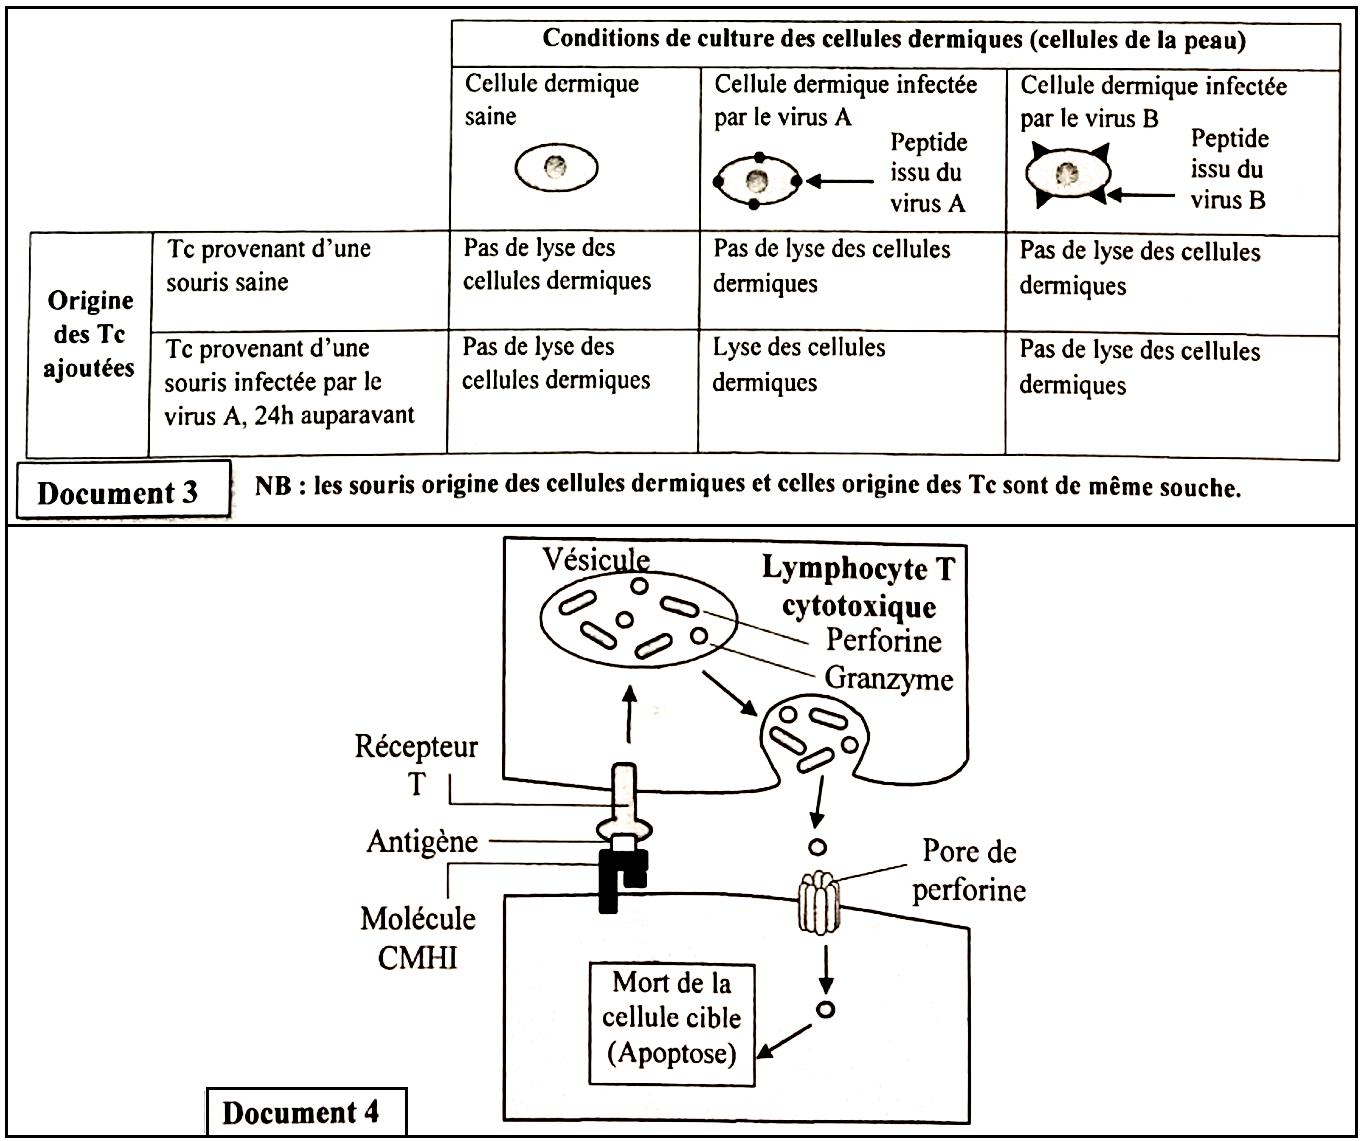 Conditions de culture des cellules dermiques (cellules de la peau)
Cellule dermique
saine
Cellule dermique infectée
par le virus A
Peptide
issu du
virus A
Cellule dermique infectée
par le virus B
Peptide
issu du
virus B
Origine
des Tc
ajoutées
Tc provenant d'une
souris saine
Pas de lyse des
cellules dermiques
Pas de lyse des cellules
dermiques
Pas de lyse des cellules
dermiques
Tc provenant d'une
souris infectée par le
virus A, 24h auparavant
Pas de lyse des
cellules dermiques
Lyse des cellules
dermiques
Pas de lyse des cellules
dermiques
Document 3
NB : les souris origine des cellules dermiques et celles origine des Tc sont de même souche.
Vésicule
Lymphocyte T
cytotoxique
Perforine
Granzyme
Récepteur
T
Antigène
Molécule
CMHI
Pore de
perforine
Mort de la
cellule cible
(Apoptose)
Document 4